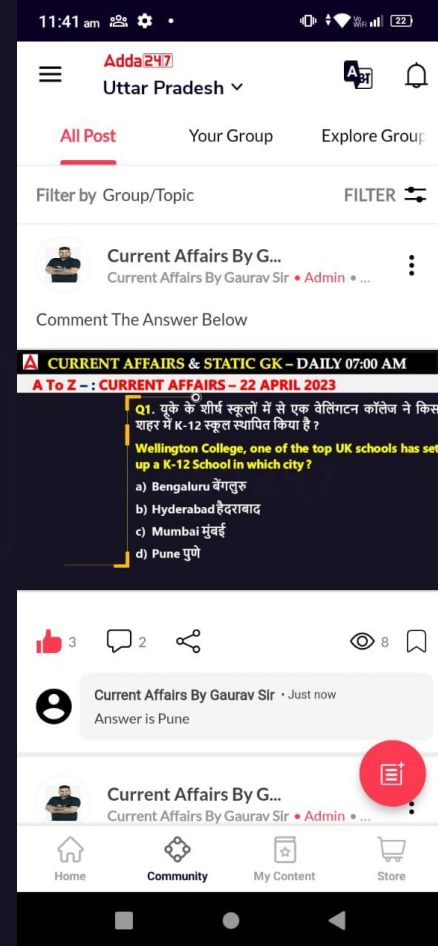 11:41 am
22
Adda247
Uttar Pradesh
A अ
All Post Your Group Explore Group
Filter by Group/Topic FILTER
Current Affairs By G...
Current Affairs By Gaurav Sir • Admin • ...
Comment The Answer Below
A CURRENT AFFAIRS & STATIC GK – DAILY 07:00 AM
A To Z – : CURRENT AFFAIRS – 22 APRIL 2023
Q1. यूके के शीर्ष स्कूलों में से एक वेलिंगटन कॉलेज ने किस
शहर में K-12 स्कूल स्थापित किया है ?
Wellington College, one of the top UK schools has set
up a K-12 School in which city ?
a) Bengaluru बेंगलुरु
b) Hyderabad हैदराबाद
c) Mumbai मुंबई
d) Pune पुणे
3 2 8
Current Affairs By Gaurav Sir · Just now
Answer is Pune
Current Affairs By G...
Current Affairs By Gaurav Sir • Admin • ...
Home Community My Content Store